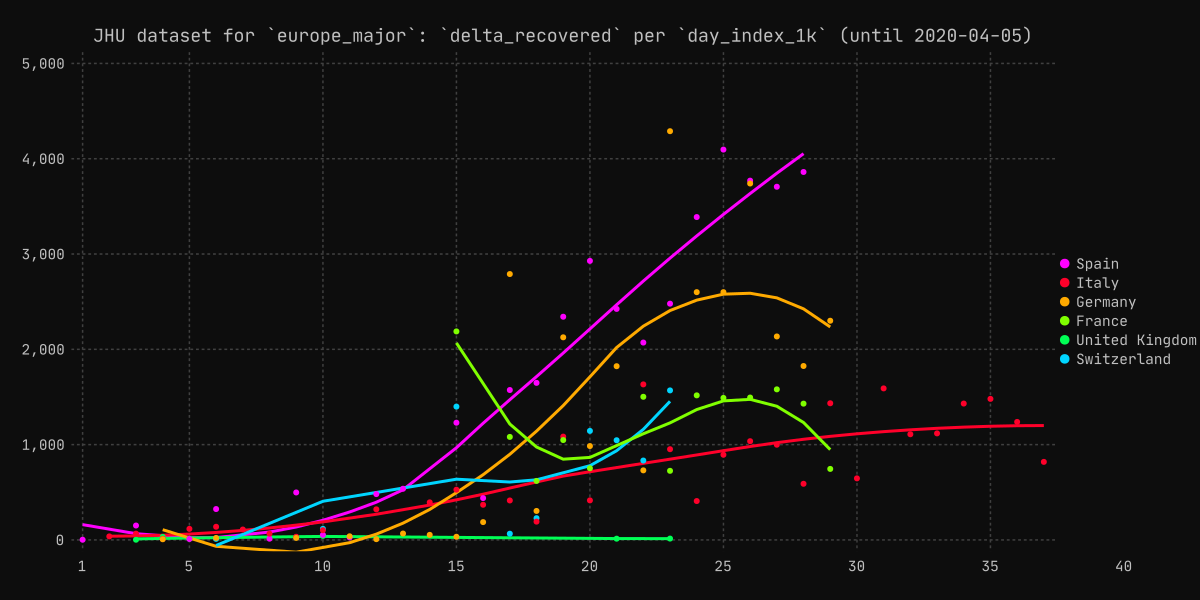 JHU dataset for `europe_major`: `delta_recovered` per `day_index_1k` (until 2020-04-05)
5,000
4,000
3,000
2,000
1,000
0
1 5 10 15 20 25 30 35 40
Spain
Italy
Germany
France
United Kingdom
Switzerland